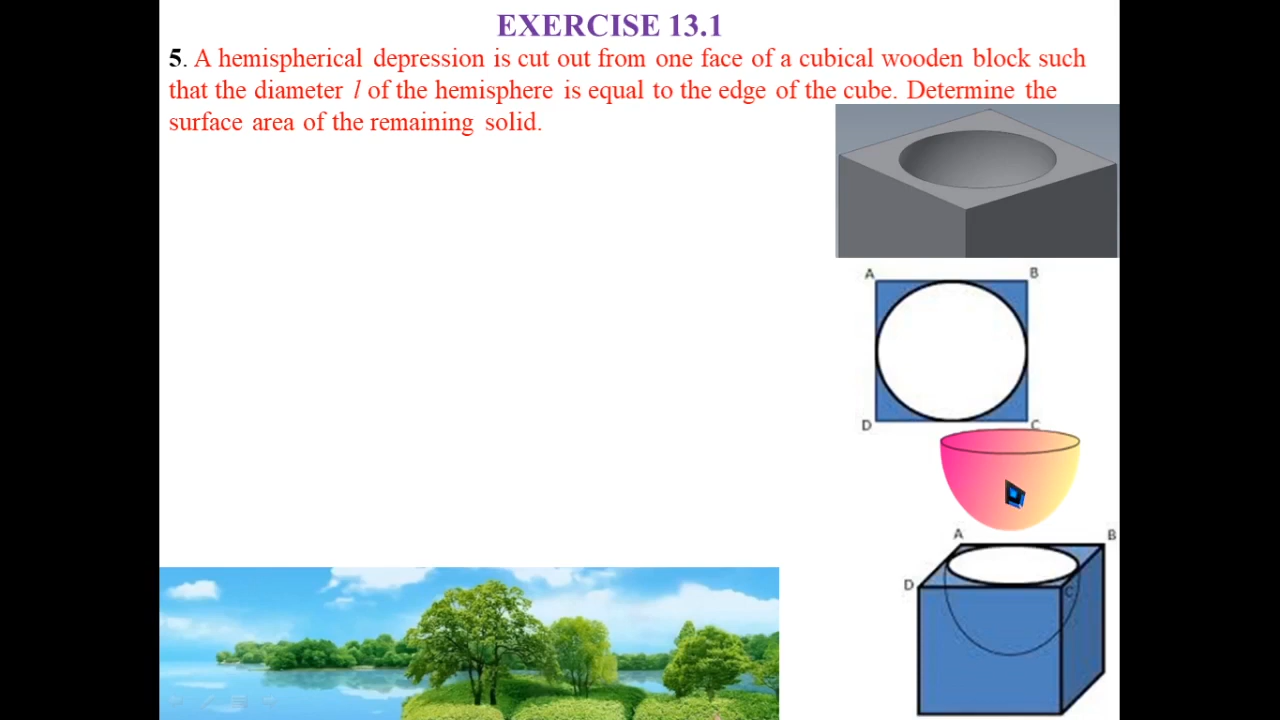 EXERCISE 13.1
5. A hemispherical depression is cut out from one face of a cubical wooden block such
that the diameter l of the hemisphere is equal to the edge of the cube. Determine the
surface area of the remaining solid.
A B
D C
A B
D C